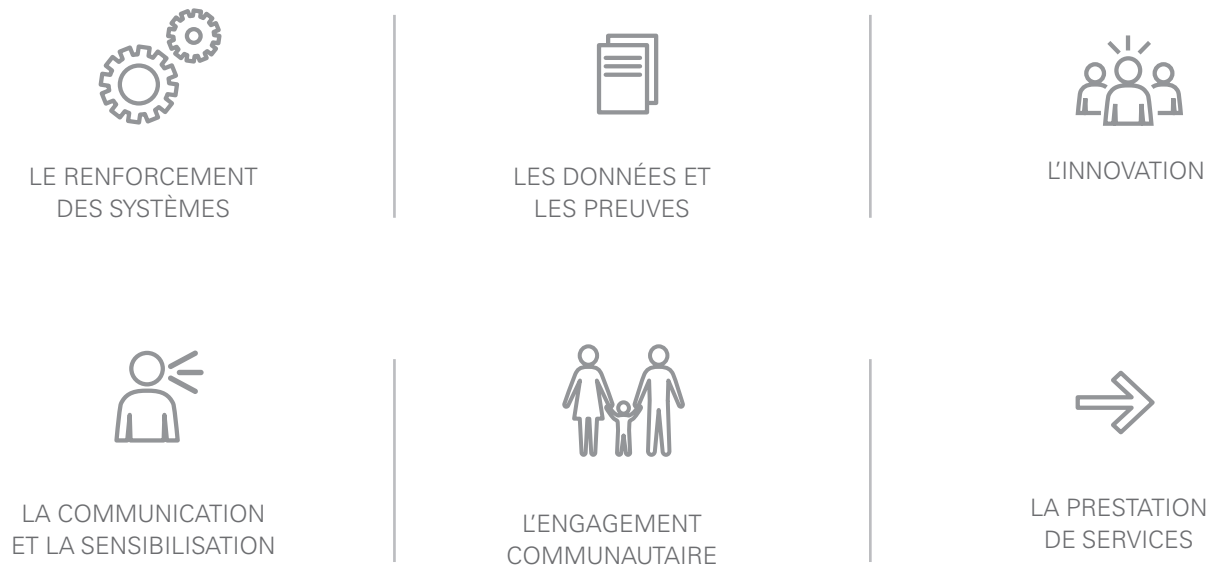 LE RENFORCEMENT
DES SYSTÈMES
LES DONNÉES ET
LES PREUVES
L'INNOVATION
LA COMMUNICATION
ET LA SENSIBILISATION
L'ENGAGEMENT
COMMUNAUTAIRE
LA PRESTATION
DE SERVICES